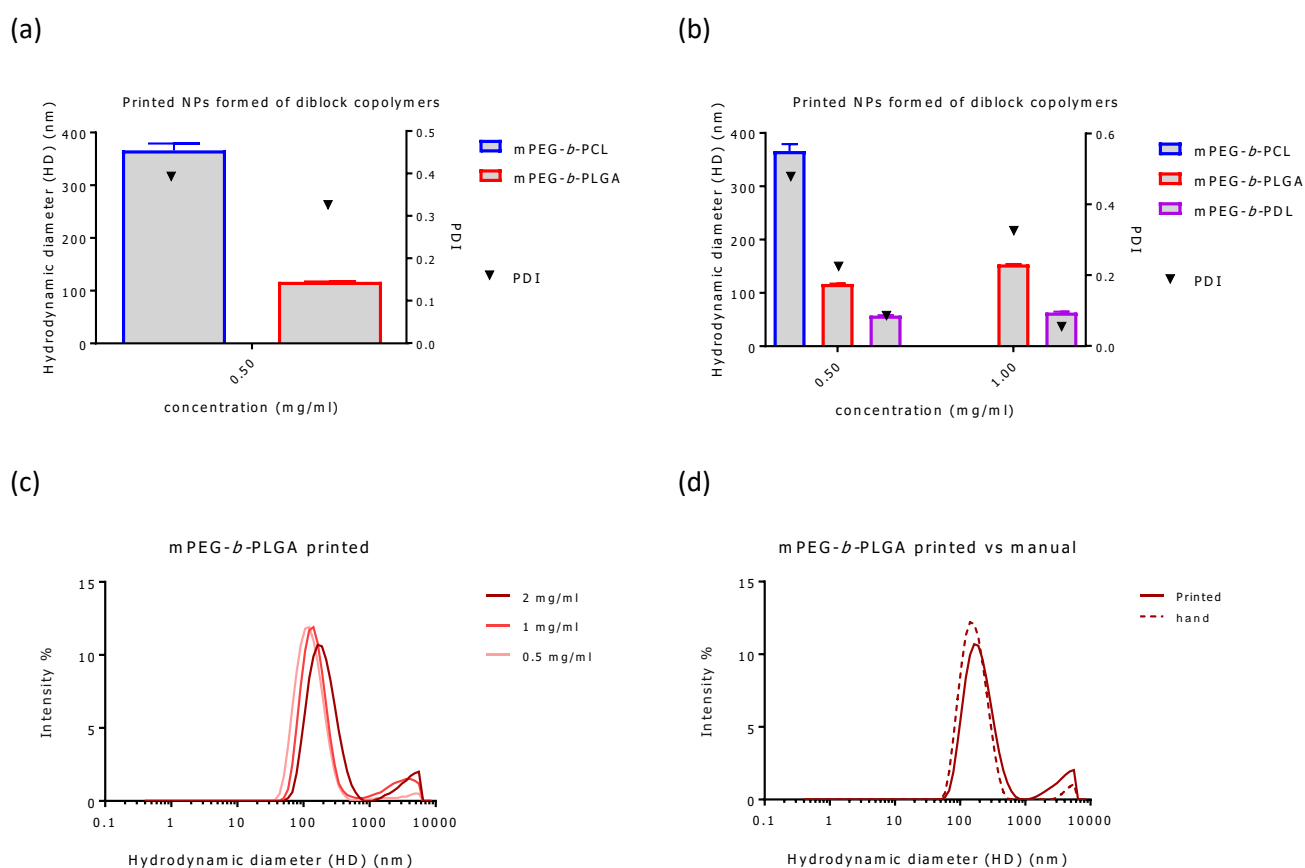 (a)
Printed NPs formed of diblock copolymers
Hydrodynamic diameter (HD) (nm)
400
300
200
100
0
0.5
0.4
0.3
0.2
0.1
0.0
PDI
0.50
concentration (mg/ml)
mPEG-b-PCL
mPEG-b-PLGA
PDI
(b)
Printed NPs formed of diblock copolymers
Hydrodynamic diameter (HD) (nm)
400
300
200
100
0
0.6
0.4
0.2
0.0
PDI
0.50
1.00
concentration (mg/ml)
mPEG-b-PCL
mPEG-b-PLGA
mPEG-b-PDL
PDI
(c)
mPEG-b-PLGA printed
Intensity %
15
10
5
0
0.1 1 10 100 1000 10000
Hydrodynamic diameter (HD) (nm)
2 mg/ml
1 mg/ml
0.5 mg/ml
(d)
mPEG-b-PLGA printed vs manual
Intensity %
15
10
5
0
0.1 1 10 100 1000 10000
Hydrodynamic diameter (HD) (nm)
Printed
hand